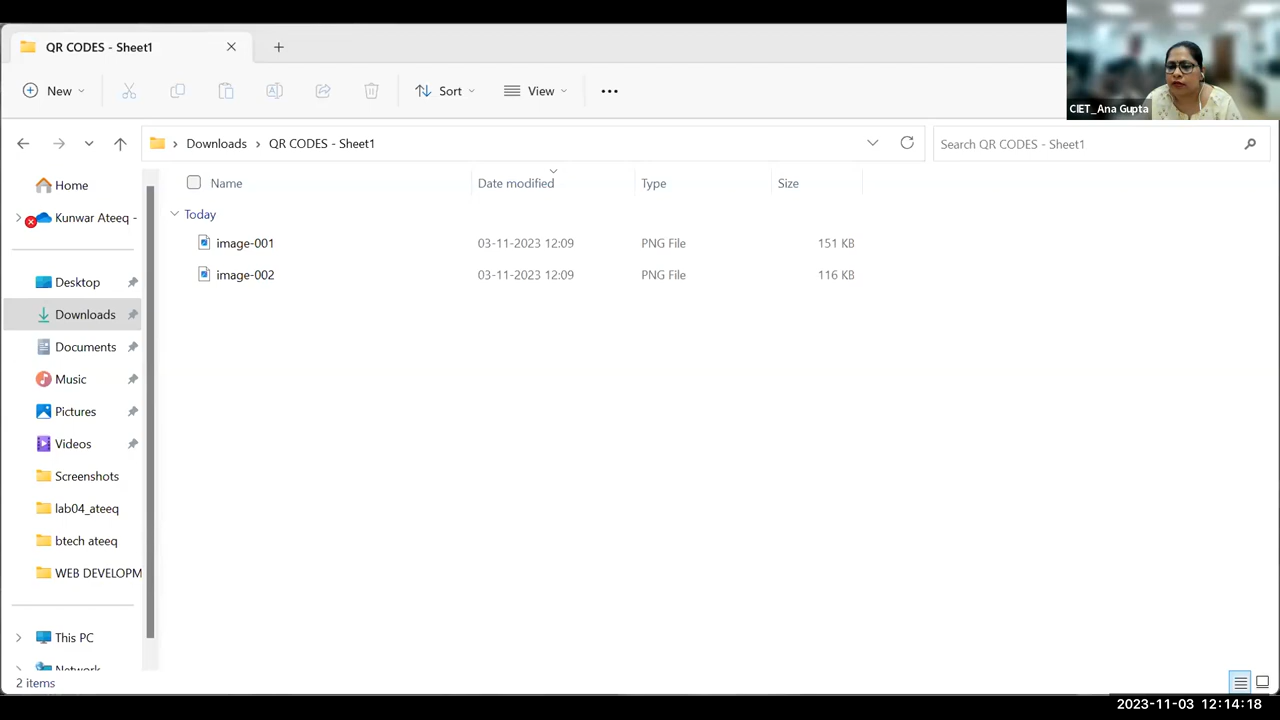 QR CODES - Sheet1
New
Sort
View
Downloads
QR CODES - Sheet1
Search QR CODES - Sheet1
CIET_Ana Gupta
Home
Kunwar Ateeq -
Desktop
Downloads
Documents
Music
Pictures
Videos
Screenshots
lab04_ateeq
btech ateeq
WEB DEVELOPM
This PC
Network
Name Date modified Type Size
Today
image-001 03-11-2023 12:09 PNG File 151 KB
image-002 03-11-2023 12:09 PNG File 116 KB
2 items
2023-11-03 12:14:18